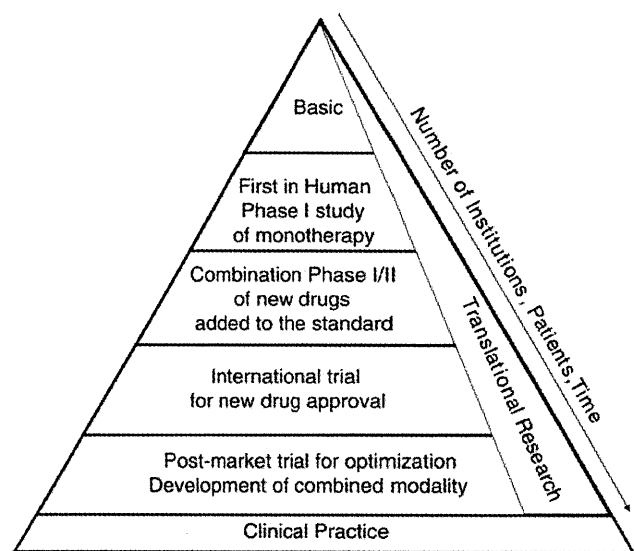 Basic
First in Human
Phase I study
of monotherapy
Combination Phase I/II
of new drugs
added to the standard
International trial
for new drug approval
Post-market trial for optimization
Development of combined modality
Clinical Practice
Translational Research
Number of Institutions, Patients,Time